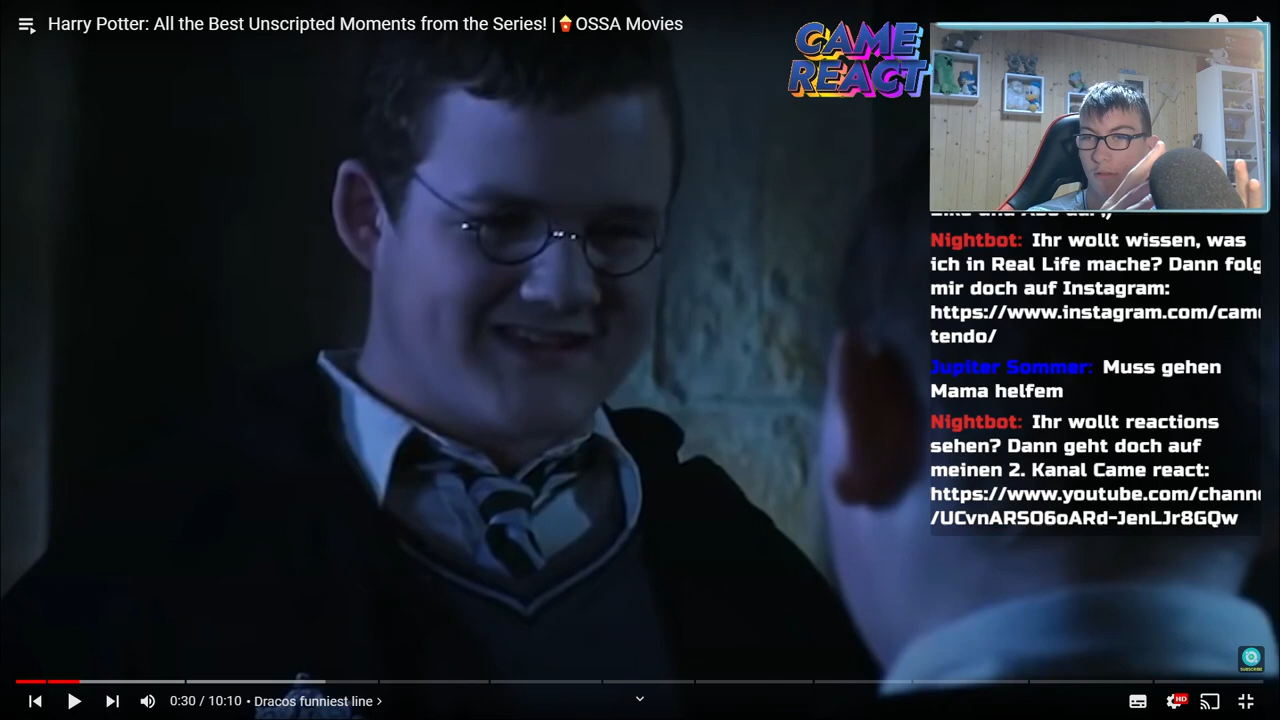 Harry Potter: All the Best Unscripted Moments from the Series! |🍿OSSA Movies
CAME
REACT
Nightbot: Ihr wollt wissen, was
ich in Real Life mache? Dann folg
mir doch auf Instagram:
https://www.instagram.com/came
tendo/
Jupiter Sommer: Muss gehen
Mama helfem
Nightbot: Ihr wollt reactions
sehen? Dann geht doch auf
meinen 2. Kanal Came react:
https://www.youtube.com/channe
/UCvnARSO6oARd-JenLJr8GQw
SUBSCRIBE
0:30 / 10:10 • Dracos funniest line >
HD